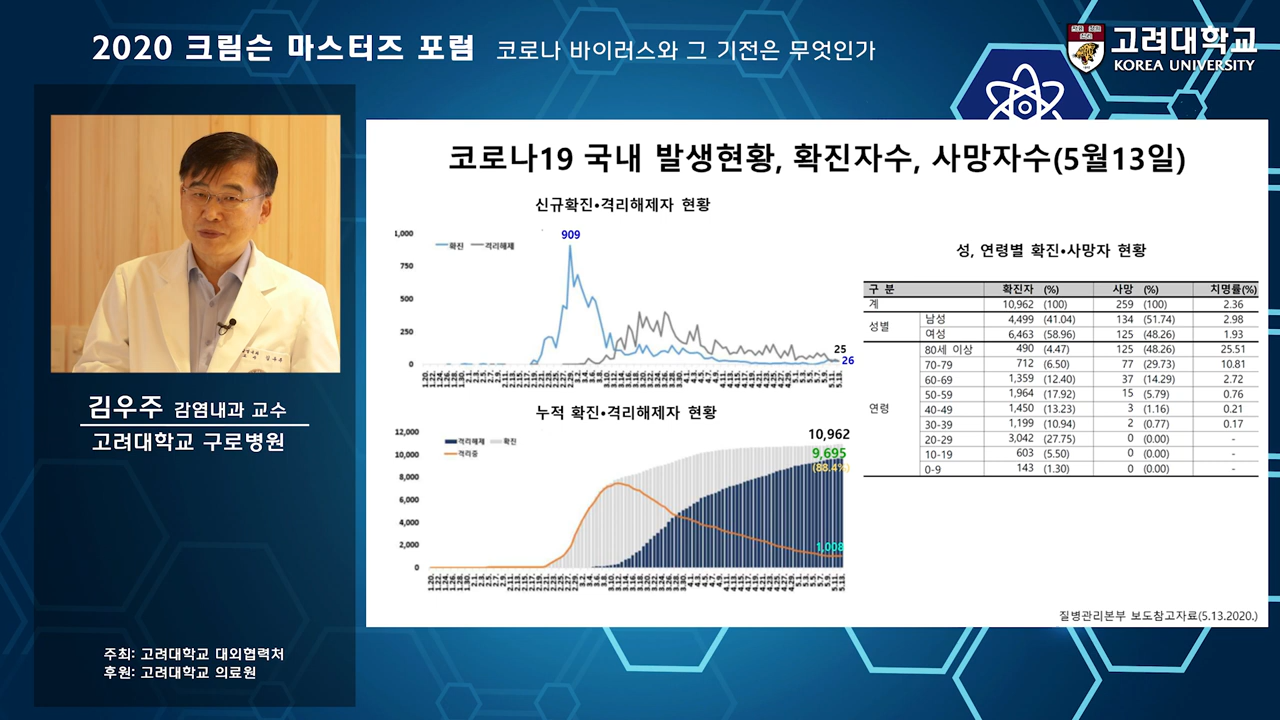 2020 크림슨 마스터즈 포럼 코로나 바이러스와 그 기전은 무엇인가
고려대학교
KOREA UNIVERSITY
김우주 감염내과 교수
고려대학교 구로병원
주최: 고려대학교 대외협력처
후원: 고려대학교 의료원
코로나19 국내 발생현황, 확진자수, 사망자수(5월13일)
신규확진•격리해제자 현황
1,000
750
500
250
0
확진 격리해제
909
25
26
누적 확진•격리해제자 현황
12,000
10,000
8,000
6,000
4,000
2,000
0
격리해제 확진
격리중
10,962
9,695
(88.4%)
1,008
성, 연령별 확진•사망자 현황
구 분 확진자 (%) 사망 (%) 치명률(%)
계 10,962 (100) 259 (100) 2.36
성별 남성 4,499 (41.04) 134 (51.74) 2.98
여성 6,463 (58.96) 125 (48.26) 1.93
연령 80세 이상 490 (4.47) 125 (48.26) 25.51
70-79 712 (6.50) 77 (29.73) 10.81
60-69 1,359 (12.40) 37 (14.29) 2.72
50-59 1,964 (17.92) 15 (5.79) 0.76
40-49 1,450 (13.23) 3 (1.16) 0.21
30-39 1,199 (10.94) 2 (0.77) 0.17
20-29 3,042 (27.75) 0 (0.00) -
10-19 603 (5.50) 0 (0.00) -
0-9 143 (1.30) 0 (0.00) -
질병관리본부 보도참고자료(5.13.2020.)